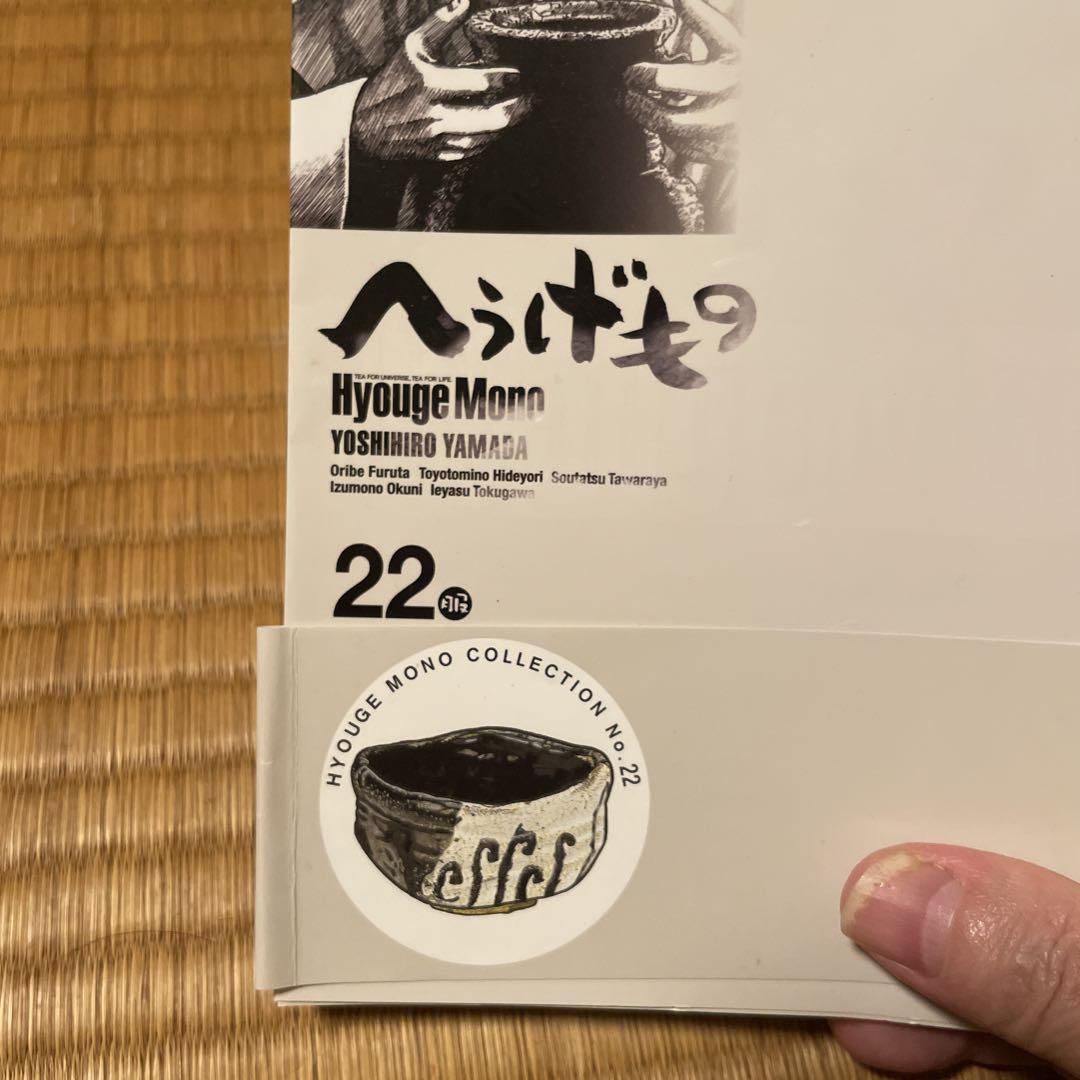 へうげもの
TEA FOR UNIVERSE, TEA FOR LIFE.
Hyouge Mono
YOSHIHIRO YAMADA
Oribe Furuta Toyotomino Hideyori Soutatsu Tawaraya
Izumono Okuni Ieyasu Tokugawa
22服
HYOUGE MONO COLLECTION No.22